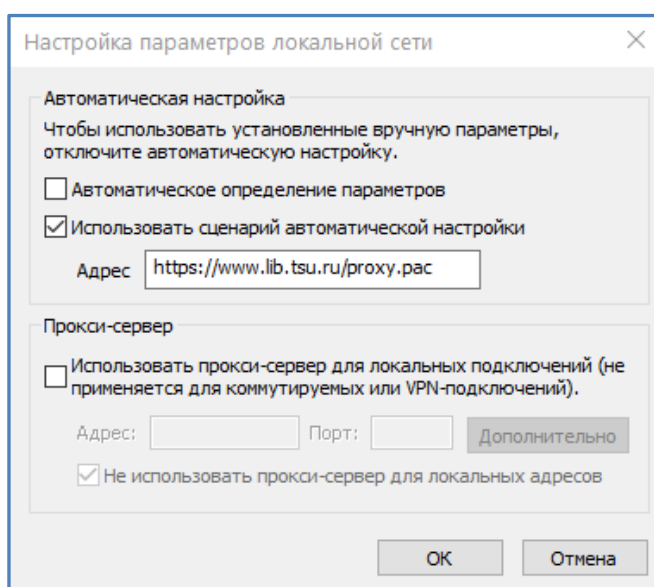 Настройка параметров локальной сети
Автоматическая настройка
Чтобы использовать установленные вручную параметры,
отключите автоматическую настройку.
Автоматическое определение параметров
Использовать сценарий автоматической настройки
Адрес https://www.lib.tsu.ru/proxy.pac
Прокси-сервер
Использовать прокси-сервер для локальных подключений (не
применяется для коммутируемых или VPN-подключений).
Адрес: Порт: Дополнительно
Не использовать прокси-сервер для локальных адресов
ОК Отмена